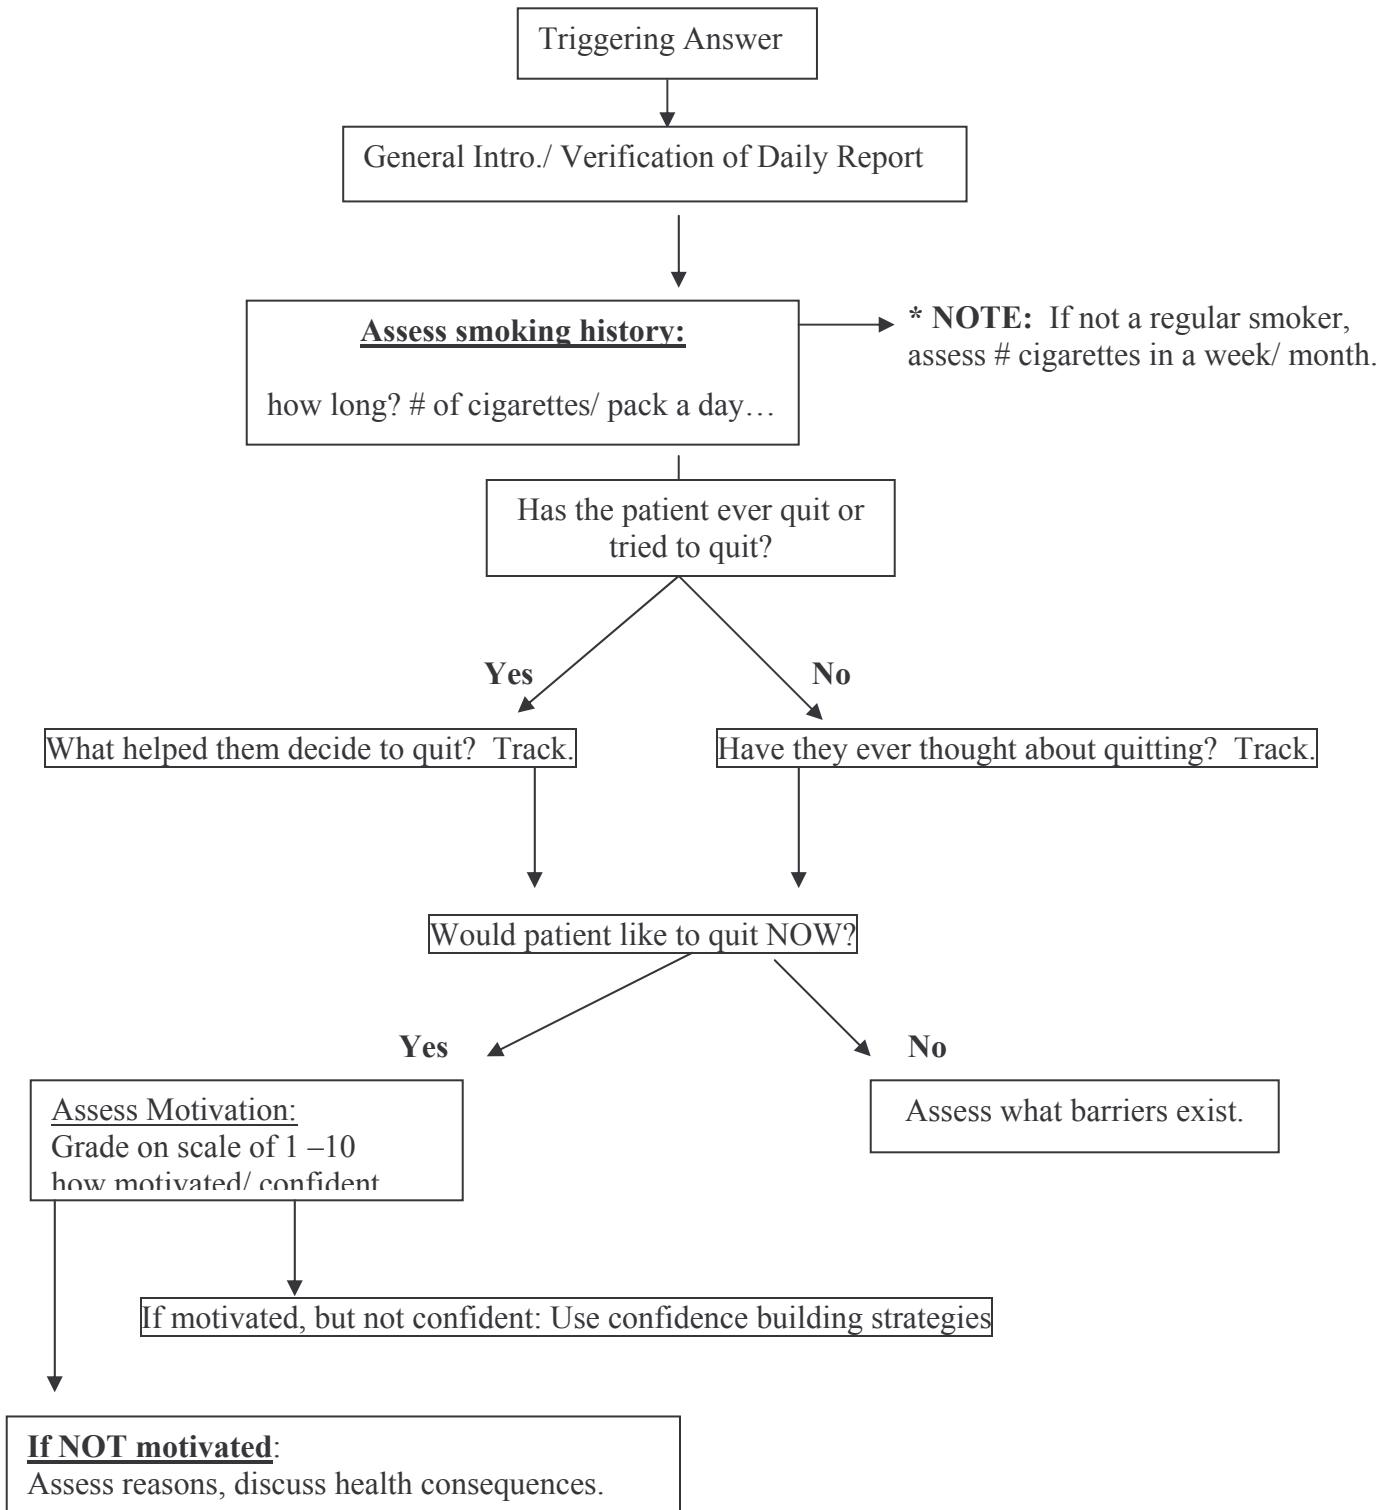 Triggering Answer
General Intro./ Verification of Daily Report
Assess smoking history:
* NOTE:  If not a regular smoker,
assess # cigarettes in a week/ month.
how long? # of cigarettes/ pack a day…
Has the patient ever quit or
tried to quit?
Yes
No
What helped them decide to quit?  Track.
Have they ever thought about quitting?  Track.
Would patient like to quit NOW?
Yes
No
Assess Motivation:
Grade on scale of 1 –10
how motivated/ confident
Assess what barriers exist.
If motivated, but not confident: Use confidence building strategies
If NOT motivated:
Assess reasons, discuss health consequences.